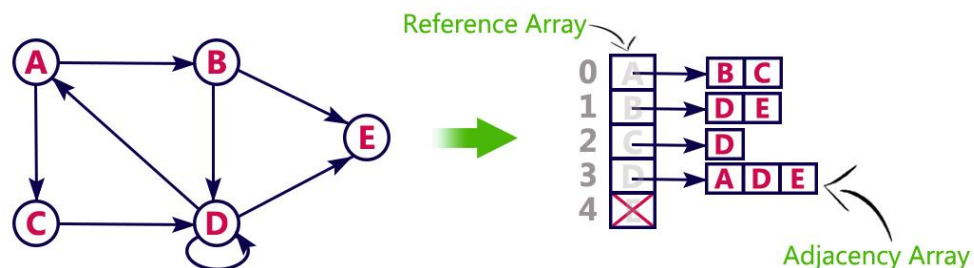 Reference Array
A B
E
C D
0 A B C
1 B D E
2 C D
3 D A D E
4 E
Adjacency Array